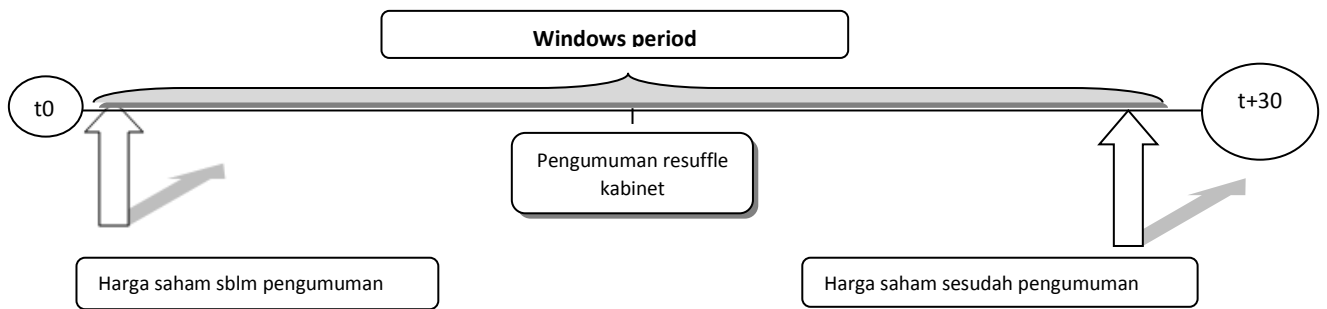 Windows period
t0
t+30
Pengumuman resuffle
kabinet
Harga saham sblm pengumuman
Harga saham sesudah pengumuman